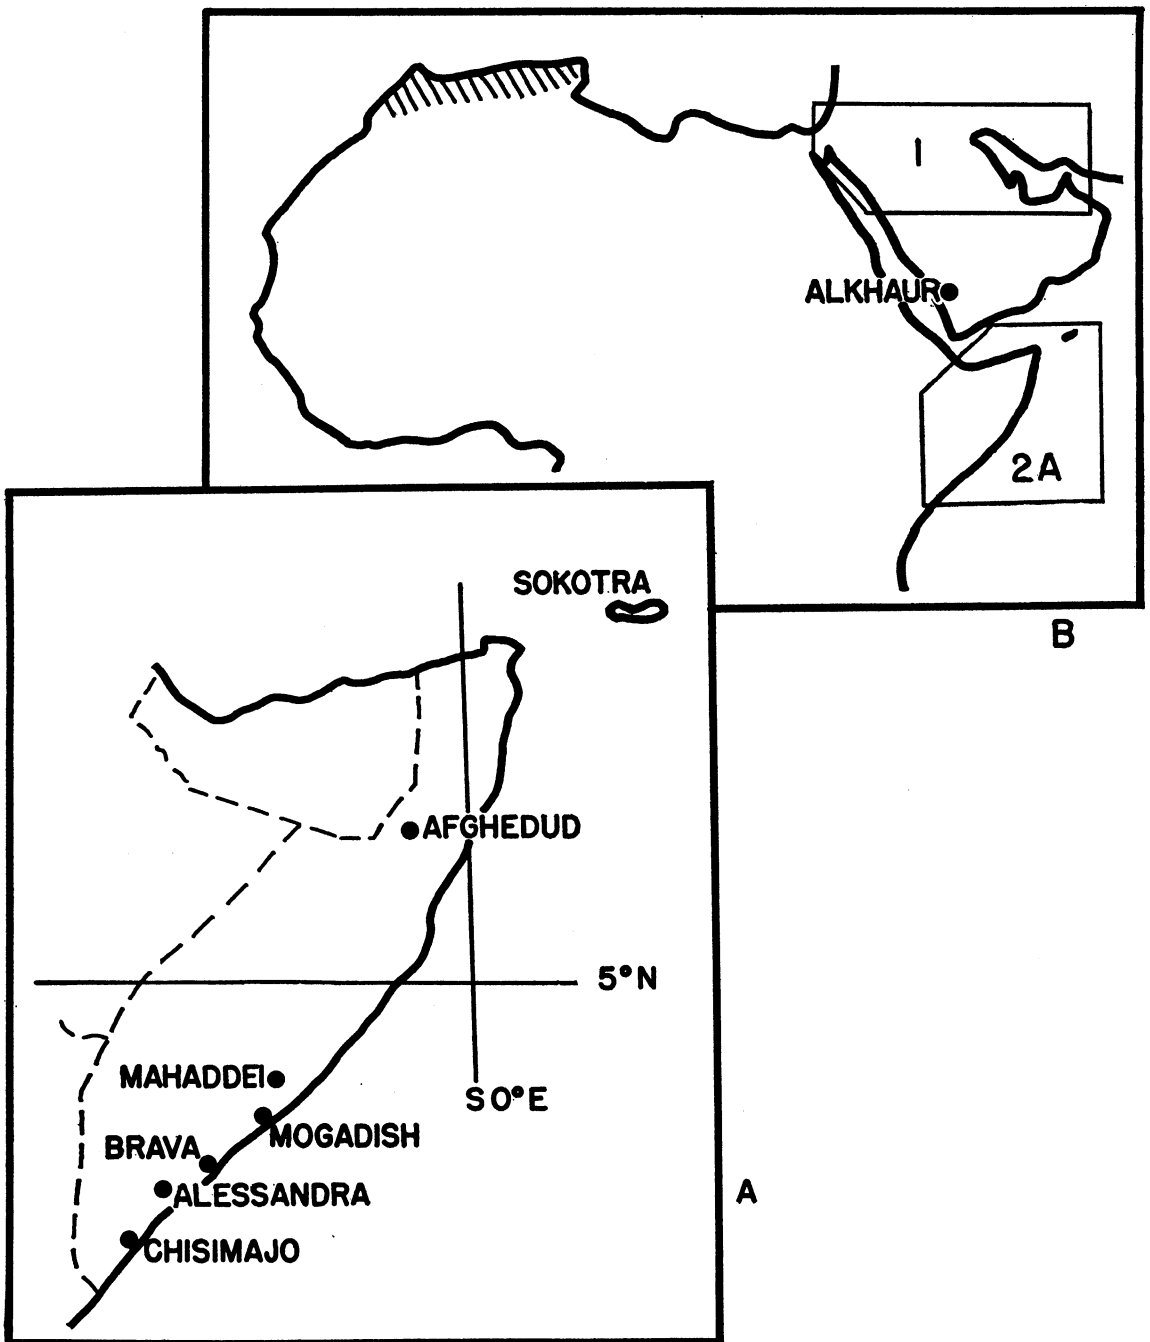 1
ALKHAUR
2A
B
SOKOTRA
AFGHEDUD
5°N
S0°E
MAHADDEI
MOGADISH
BRAVA
ALESSANDRA
A
CHISIMAJO